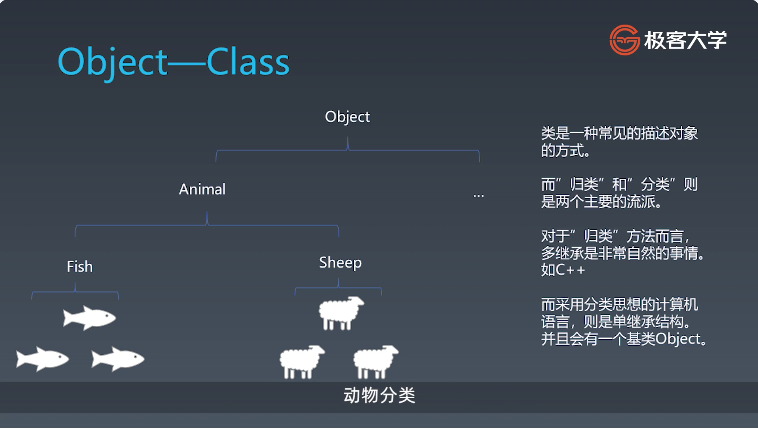 极客大学
Object—Class
Object
Animal
...
Fish
Sheep
类是一种常见的描述对象
的方式。
而”归类”和”分类”则
是两个主要的流派。
对于”归类”方法而言，
多继承是非常自然的事情。
如C++
而采用分类思想的计算机
语言，则是单继承结构。
并且会有一个基类Object。
动物分类